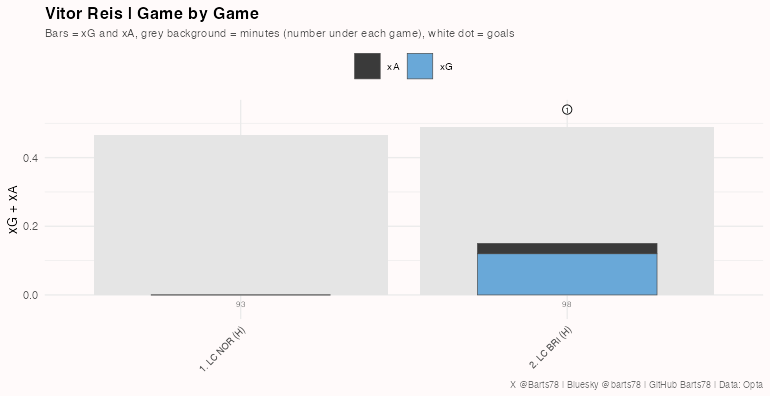 Vitor Reis | Game by Game
Bars = xG and xA, grey background = minutes (number under each game), white dot = goals
xA xG
1
xG + xA
0.4
0.2
0.0
93 98
1. LC NOR (H) 2. LC BRI (H)
X @Barts78 | Bluesky @barts78 | GitHub Barts78 | Data: Opta